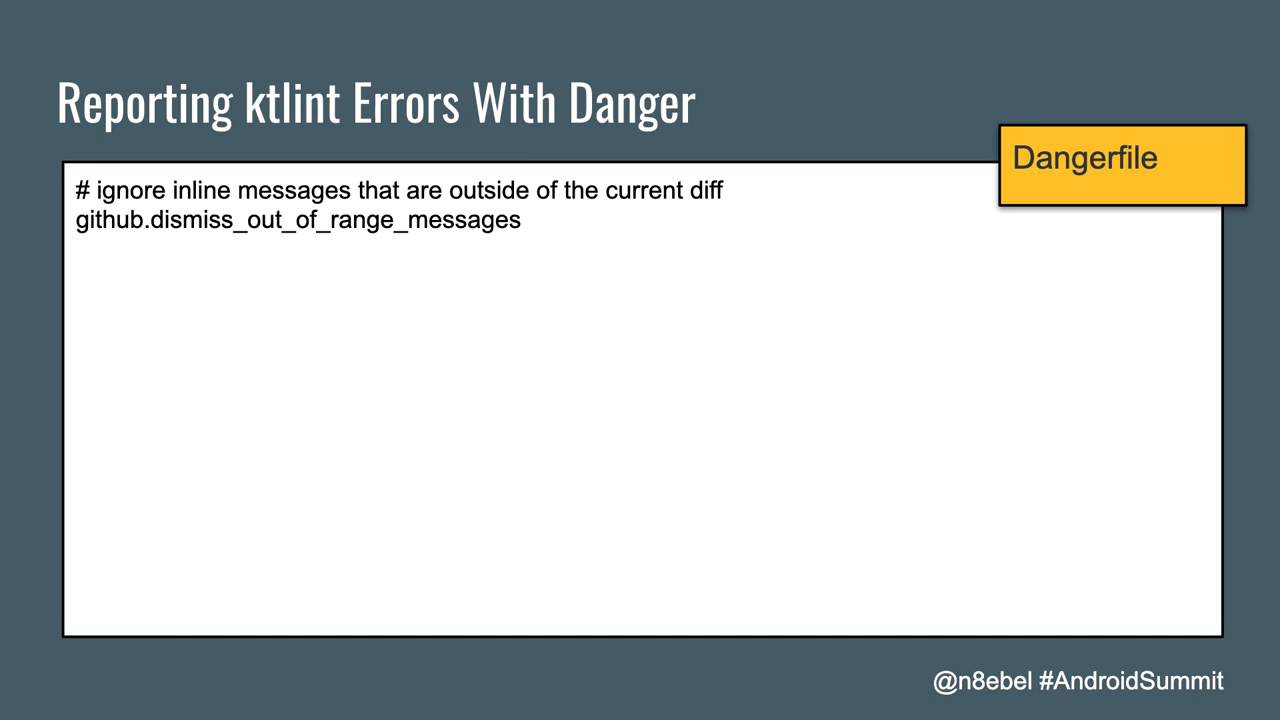 Reporting ktlint Errors With Danger
Dangerfile
# ignore inline messages that are outside of the current diff
github.dismiss_out_of_range_messages
@n8ebel #AndroidSummit